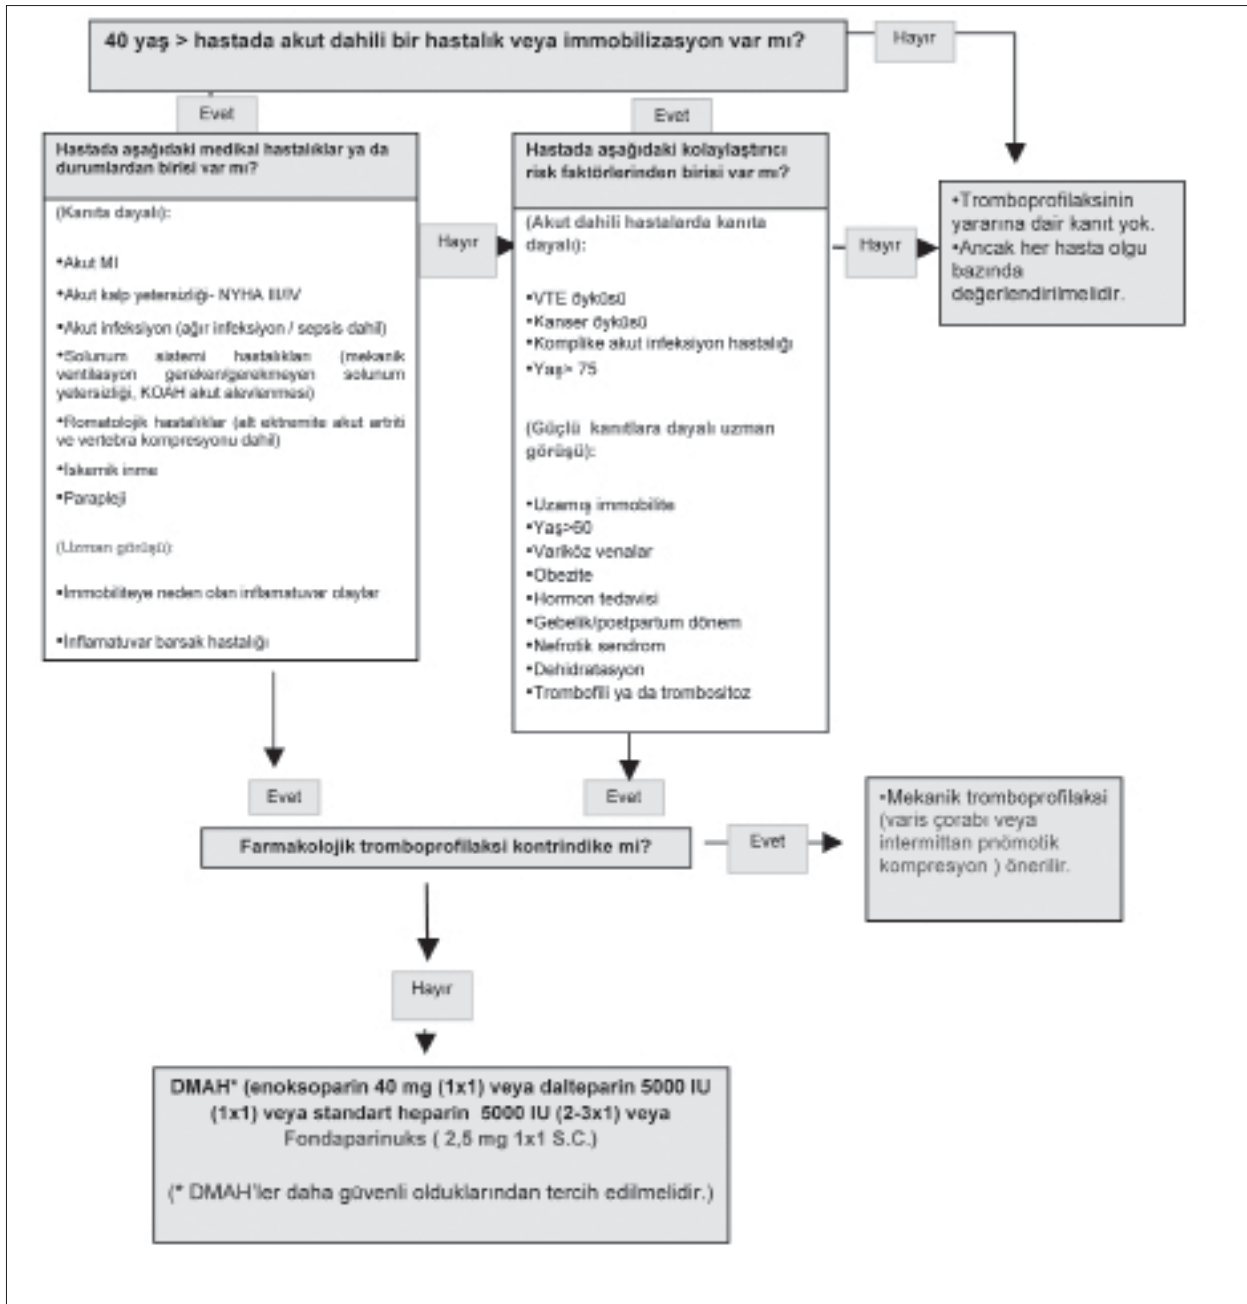 40 yaş > hastada akut dahili bir hastalık veya immobilizasyon var mı?
Hayır
Evet
Evet
Hastada aşağıdaki medikal hastalıklar ya da
durumlardan birisi var mı?
(Kanıta dayalı):
•Akut MI
•Akut kalp yetersizliği- NYHA III/IV
•Akut infeksiyon (ağır infeksiyon / sepsis dahil)
•Solunum sistemi hastalıkları (mekanik
ventilasyon gereken/gerekmeyen solunum
yetersizliği, KOAH akut alevlenmesi)
•Romatolojik hastalıklar (alt ektremite akut artriti
ve vertebra kompresyonu dahil)
•İskemik inme
•Parapleji
(Uzman görüşü):
•İmmobiliteye neden olan inflamatuvar olaylar
•İnflamatuvar barsak hastalığı
Hayır
Hastada aşağıdaki kolaylaştırıcı
risk faktörlerinden birisi var mı?
(Akut dahili hastalarda kanıta
dayalı):
•VTE öyküsü
•Kanser öyküsü
•Komplike akut infeksiyon hastalığı
•Yaş> 75
(Güçlü kanıtlara dayalı uzman
görüşü):
•Uzamış immobilite
•Yaş>60
•Variköz venalar
•Obezite
•Hormon tedavisi
•Gebelik/postpartum dönem
•Nefrotik sendrom
•Dehidratasyon
•Trombofili ya da trombositoz
Hayır
•Tromboprofilaksinin
yararına dair kanıt yok.
•Ancak her hasta olgu
bazında
değerlendirilmelidir.
Evet
Evet
Farmakolojik tromboprofilaksi kontrindike mi?
Evet
•Mekanik tromboprofilaksi
(varis çorabı veya
intermittan pnömotik
kompresyon ) önerilir.
Hayır
DMAH* (enoksoparin 40 mg (1x1) veya dalteparin 5000 IU
(1x1) veya standart heparin 5000 IU (2-3x1) veya
Fondaparinuks ( 2,5 mg 1x1 S.C.)
(* DMAH'ler daha güvenli olduklarından tercih edilmelidir.)